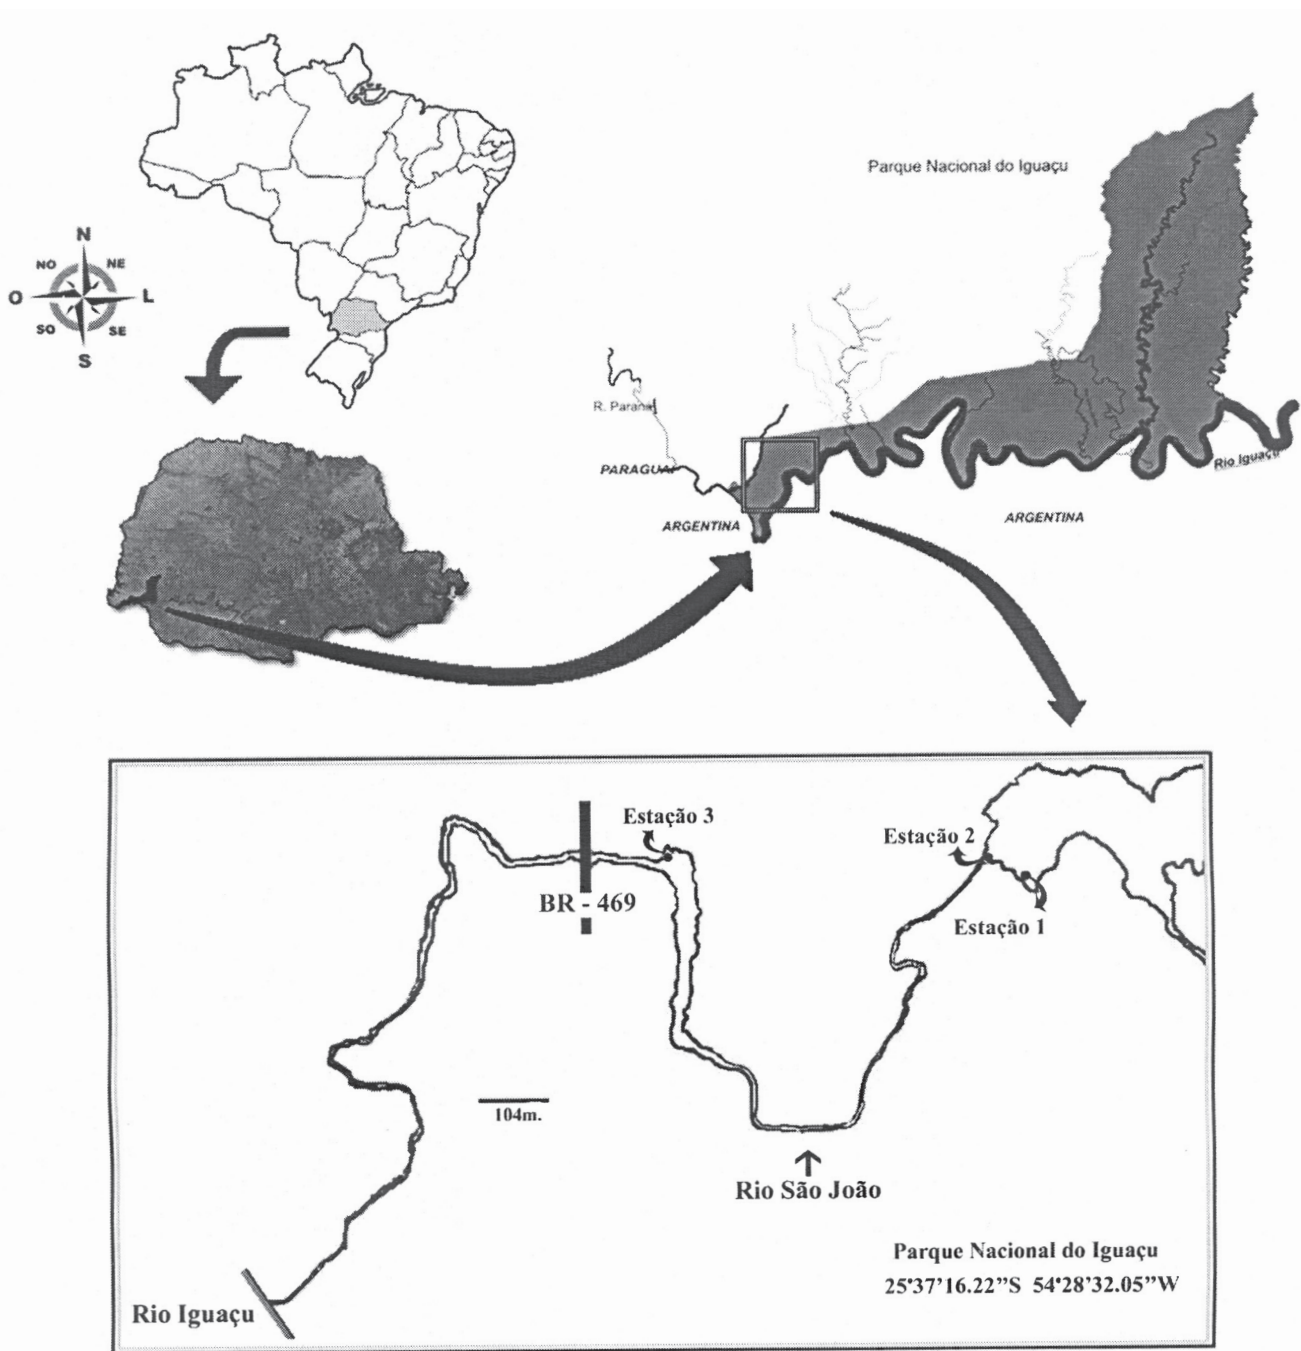 Parque Nacional do Iguaçu
N
NO
NE
O
L
SO
SE
S
R. Paraná
PARAGUAI
Rio Iguaçu
ARGENTINA
ARGENTINA
Estação 3
Estação 2
BR - 469
Estação 1
104m.
Rio São João
Parque Nacional do Iguaçu
25°37'16.22”S 54°28'32.05”W
Rio Iguaçu